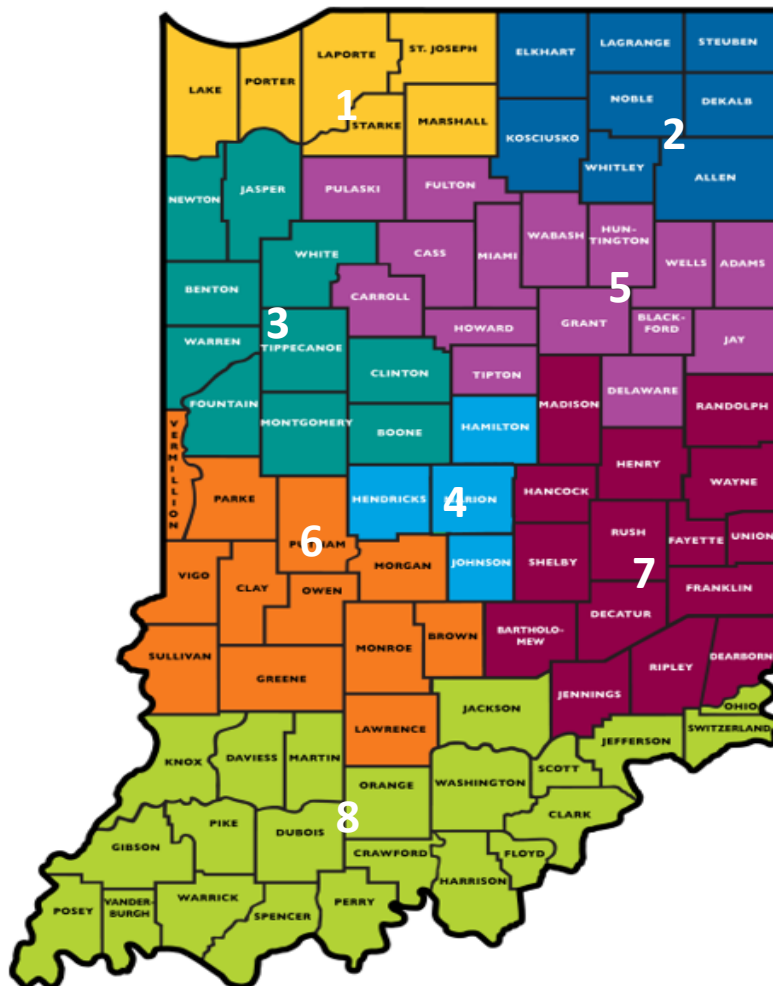 LAPORTE
ST. JOSEPH
ELKHART
LAGRANGE
STEUBEN
LAKE
PORTER
1
STARKE
MARSHALL
NOBLE
DEKALB
KOSCIUSKO
2
WHITLEY
ALLEN
NEWTON
JASPER
PULASKI
FULTON
WHITE
CASS
MIAMI
WABASH
HUN-
TINGTON
WELLS
ADAMS
BENTON
CARROLL
5
3
HOWARD
GRANT
BLACK-
FORD
JAY
WARREN
TIPPECANOE
CLINTON
TIPTON
MADISON
DELAWARE
RANDOLPH
FOUNTAIN
MONTGOMERY
BOONE
HAMILTON
VERMILLION
HENRY
WAYNE
PARKE
HENDRICKS
4
MARION
HANCOCK
RUSH
FAYETTE
UNION
6
PUTNAM
MORGAN
JOHNSON
SHELBY
7
VIGO
CLAY
OWEN
FRANKLIN
DECATUR
SULLIVAN
MONROE
BROWN
BARTHOLO-
MEW
RIPLEY
DEARBORN
GREENE
JENNINGS
LAWRENCE
JACKSON
OHIO
SWITZERLAND
KNOX
DAVIESS
MARTIN
JEFFERSON
ORANGE
WASHINGTON
SCOTT
8
CLARK
PIKE
DUBOIS
GIBSON
CRAWFORD
FLOYD
HARRISON
POSEY
VANDER-
BURGH
WARRICK
SPENCER
PERRY